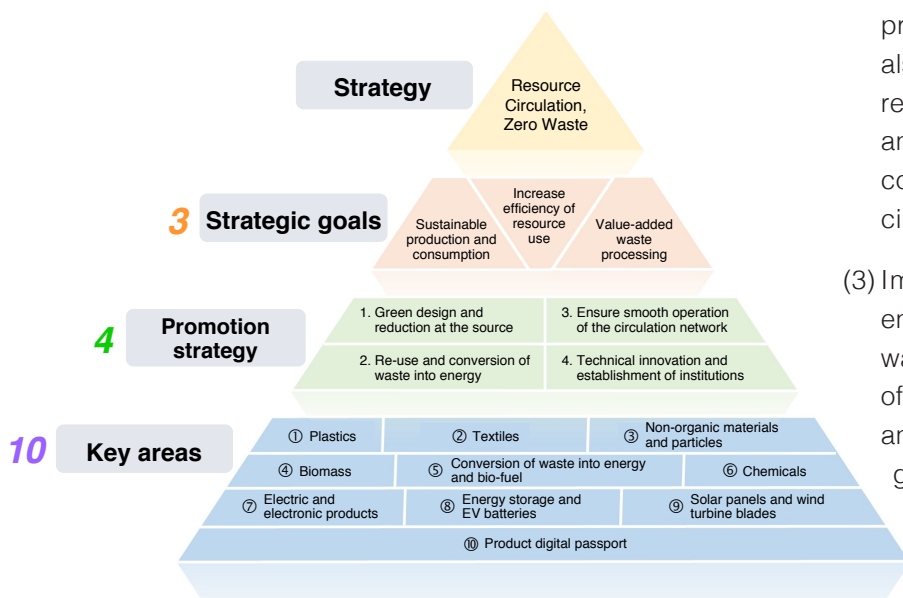 Strategy
Resource
Circulation,
Zero Waste
3 Strategic goals
Sustainable
production and
consumption
Increase
efficiency of
resource
use
Value-added
waste
processing
4 Promotion
strategy
1. Green design and
reduction at the source
2. Re-use and conversion of
waste into energy
3. Ensure smooth operation
of the circulation network
4. Technical innovation and
establishment of institutions
10 Key areas
① Plastics
② Textiles
③ Non-organic materials
and particles
④ Biomass
⑤ Conversion of waste into energy
and bio-fuel
⑥ Chemicals
⑦ Electric and
electronic products
⑧ Energy storage and
EV batteries
⑨ Solar panels and wind
turbine blades
⑩ Product digital passport
(3)